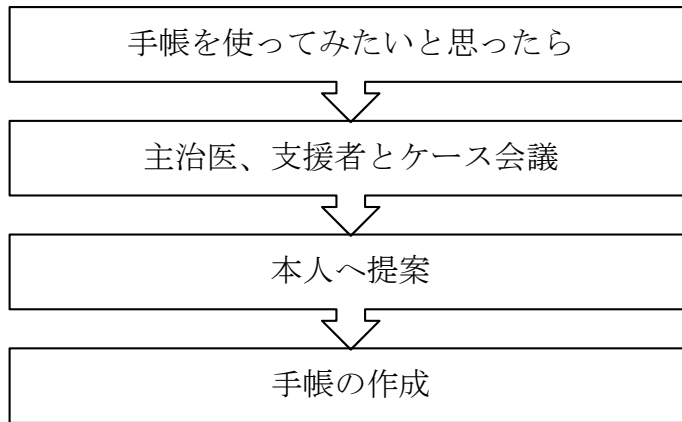 手帳を使ってみたいと思ったら
主治医、支援者とケース会議
本人へ提案
手帳の作成